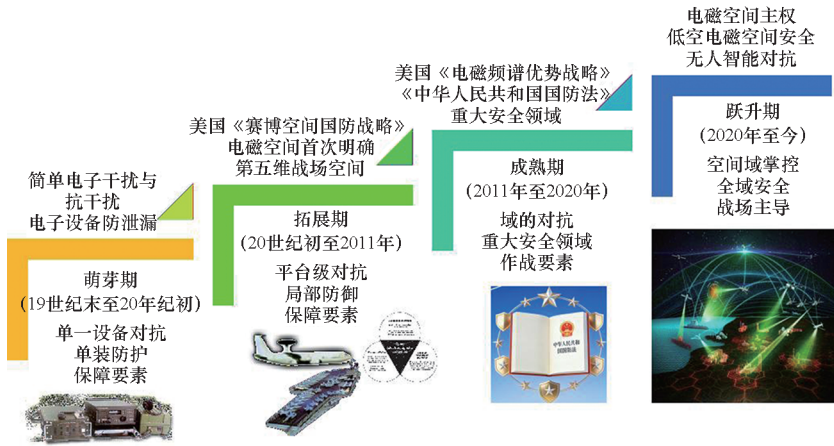 简单电子干扰与
抗干扰
电子设备防泄漏
萌芽期
(19世纪末至20年纪初)
单一设备对抗
单装防护
保障要素
美国《赛博空间国防战略》
电磁空间首次明确
第五维战场空间
拓展期
(20世纪初至2011年)
平台级对抗
局部防御
保障要素
美国《电磁频谱优势战略》
《中华人民共和国国防法》
重大安全领域
成熟期
(2011年至2020年)
域的对抗
重大安全领域
作战要素
中华人民共和
国国防法
电磁空间主权
低空电磁空间安全
无人智能对抗
跃升期
(2020年至今)
空间域掌控
全域安全
战场主导